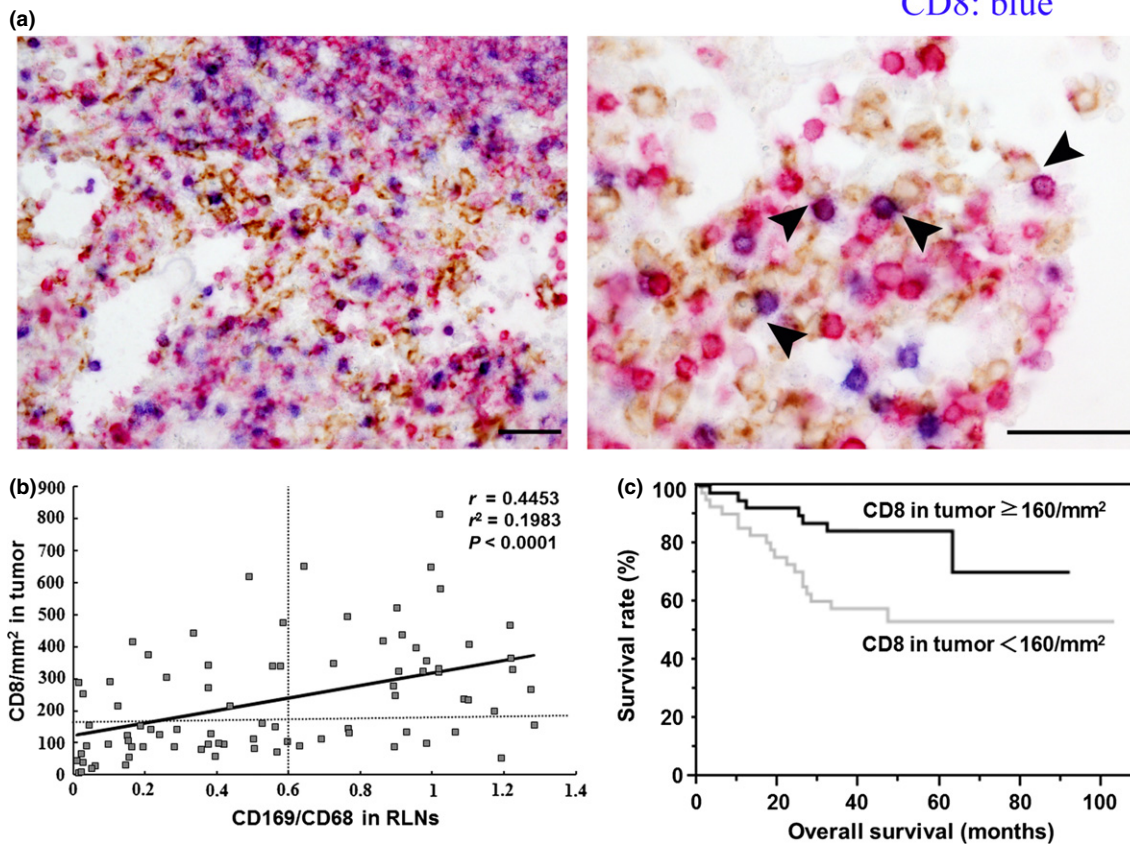 CD8: blue
(a)
(b)
900
800
700
600
500
400
300
200
100
0
r = 0.4453
r² = 0.1983
P < 0.0001
CD8/mm² in tumor
0
0.2
0.4
0.6
0.8
1
1.2
1.4
CD169/CD68 in RLNs
(c)
100
80
60
40
20
0
CD8 in tumor ≥160/mm²
CD8 in tumor <160/mm²
Survival rate (%)
0
20
40
60
80
100
Overall survival (months)